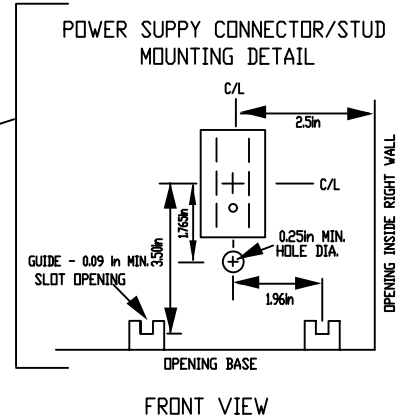 POWER SUPPY CONNECTOR/STUD
MOUNTING DETAIL
C/L
2.5in
C/L
1.765in
3.50in
0.25in MIN.
HOLE DIA.
GUIDE - 0.09 in MIN.
SLOT OPENING
1.96in
OPENING INSIDE RIGHT WALL
OPENING BASE
FRONT VIEW